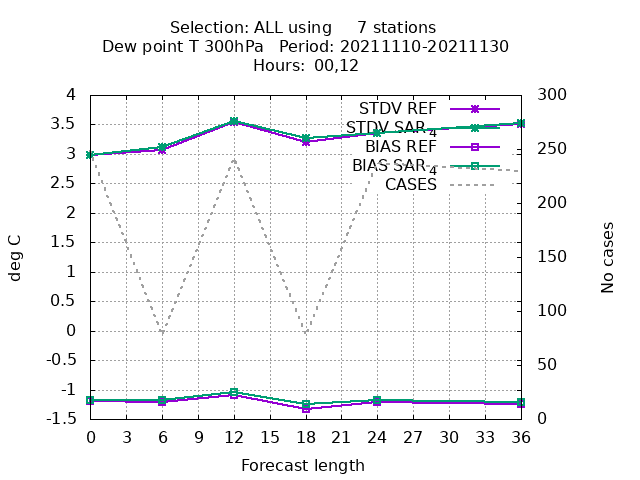 Selection: ALL using     7 stations
Dew point T 300hPa   Period: 20211110-20211130
Hours:  00,12
4
3.5
3
2.5
2
1.5
1
0.5
0
-0.5
-1
-1.5
deg C
STDV REF
STDV SAR_4
BIAS REF
BIAS SAR_4
CASES
300
250
200
150
100
50
0
No cases
0 3 6 9 12 15 18 21 24 27 30 33 36
Forecast length